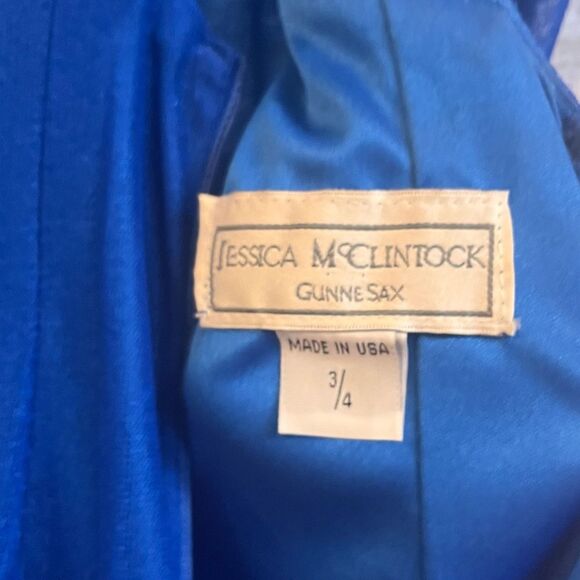 JESSICA McCLINTOCK
GUNNE SAX
MADE IN USA
3/4